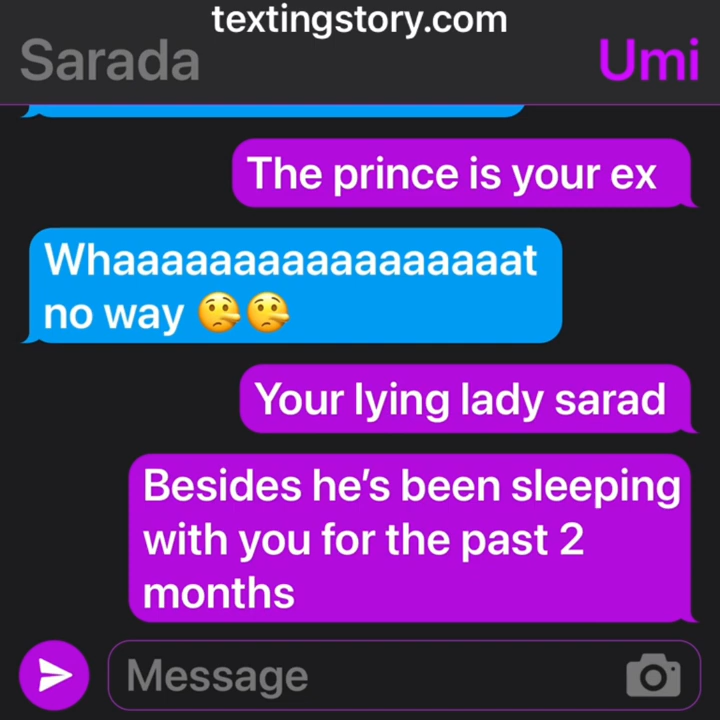 textingstory.com
Sarada
Umi
The prince is your ex
Whaaaaaaaaaaaaaaaaaat
no way 🤥🤥
Your lying lady sarad
Besides he’s been sleeping
with you for the past 2
months
Message